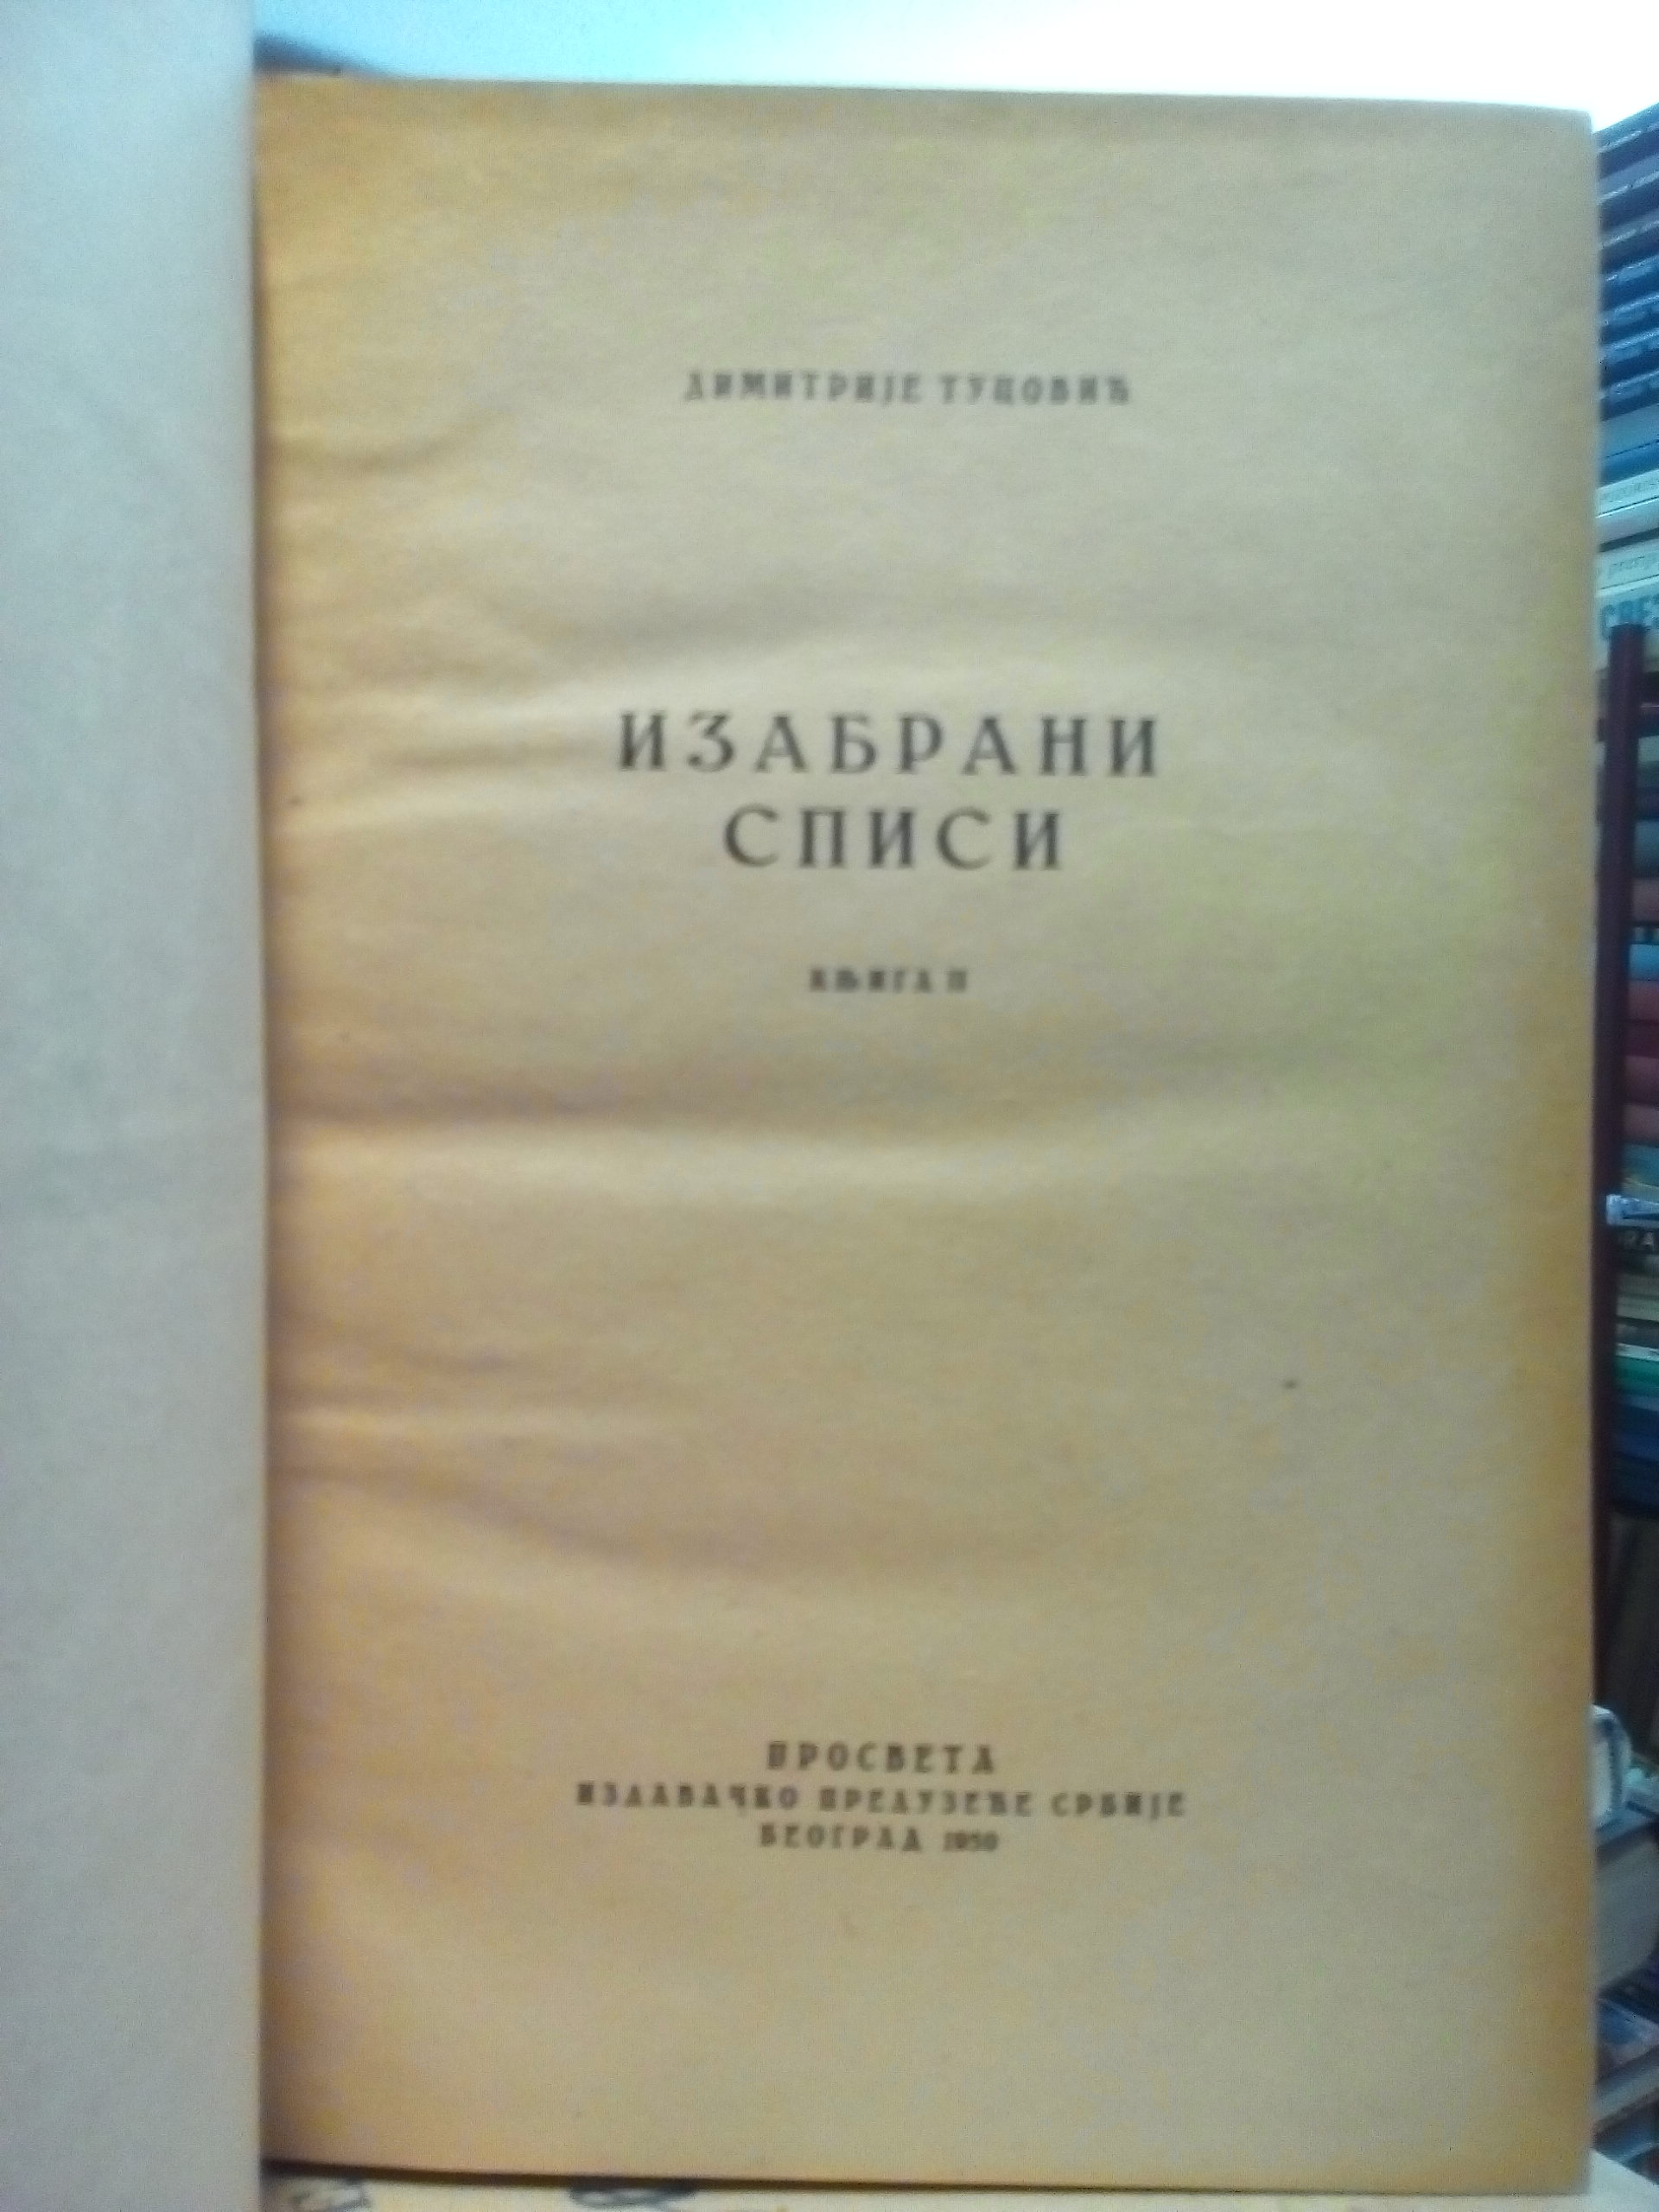 ДИМИТРИЈЕ ТУЦОВИЋ
ИЗАБРАНИ
СПИСИ
КЊИГА II
ПРОСВЕТА
ИЗДАВАЧКО ПРЕДУЗЕЋЕ СРБИЈЕ
БЕОГРАД 1950